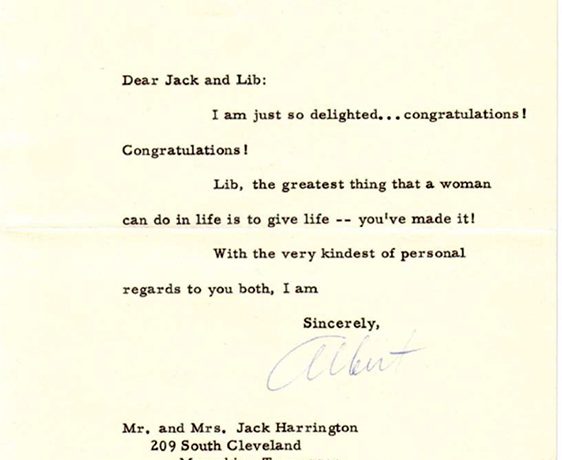 Dear Jack and Lib:
I am just so delighted...congratulations!
Congratulations!
Lib, the greatest thing that a woman
can do in life is to give life -- you've made it!
With the very kindest of personal
regards to you both, I am
Sincerely,
Albert
Mr. and Mrs. Jack Harrington
209 South Cleveland